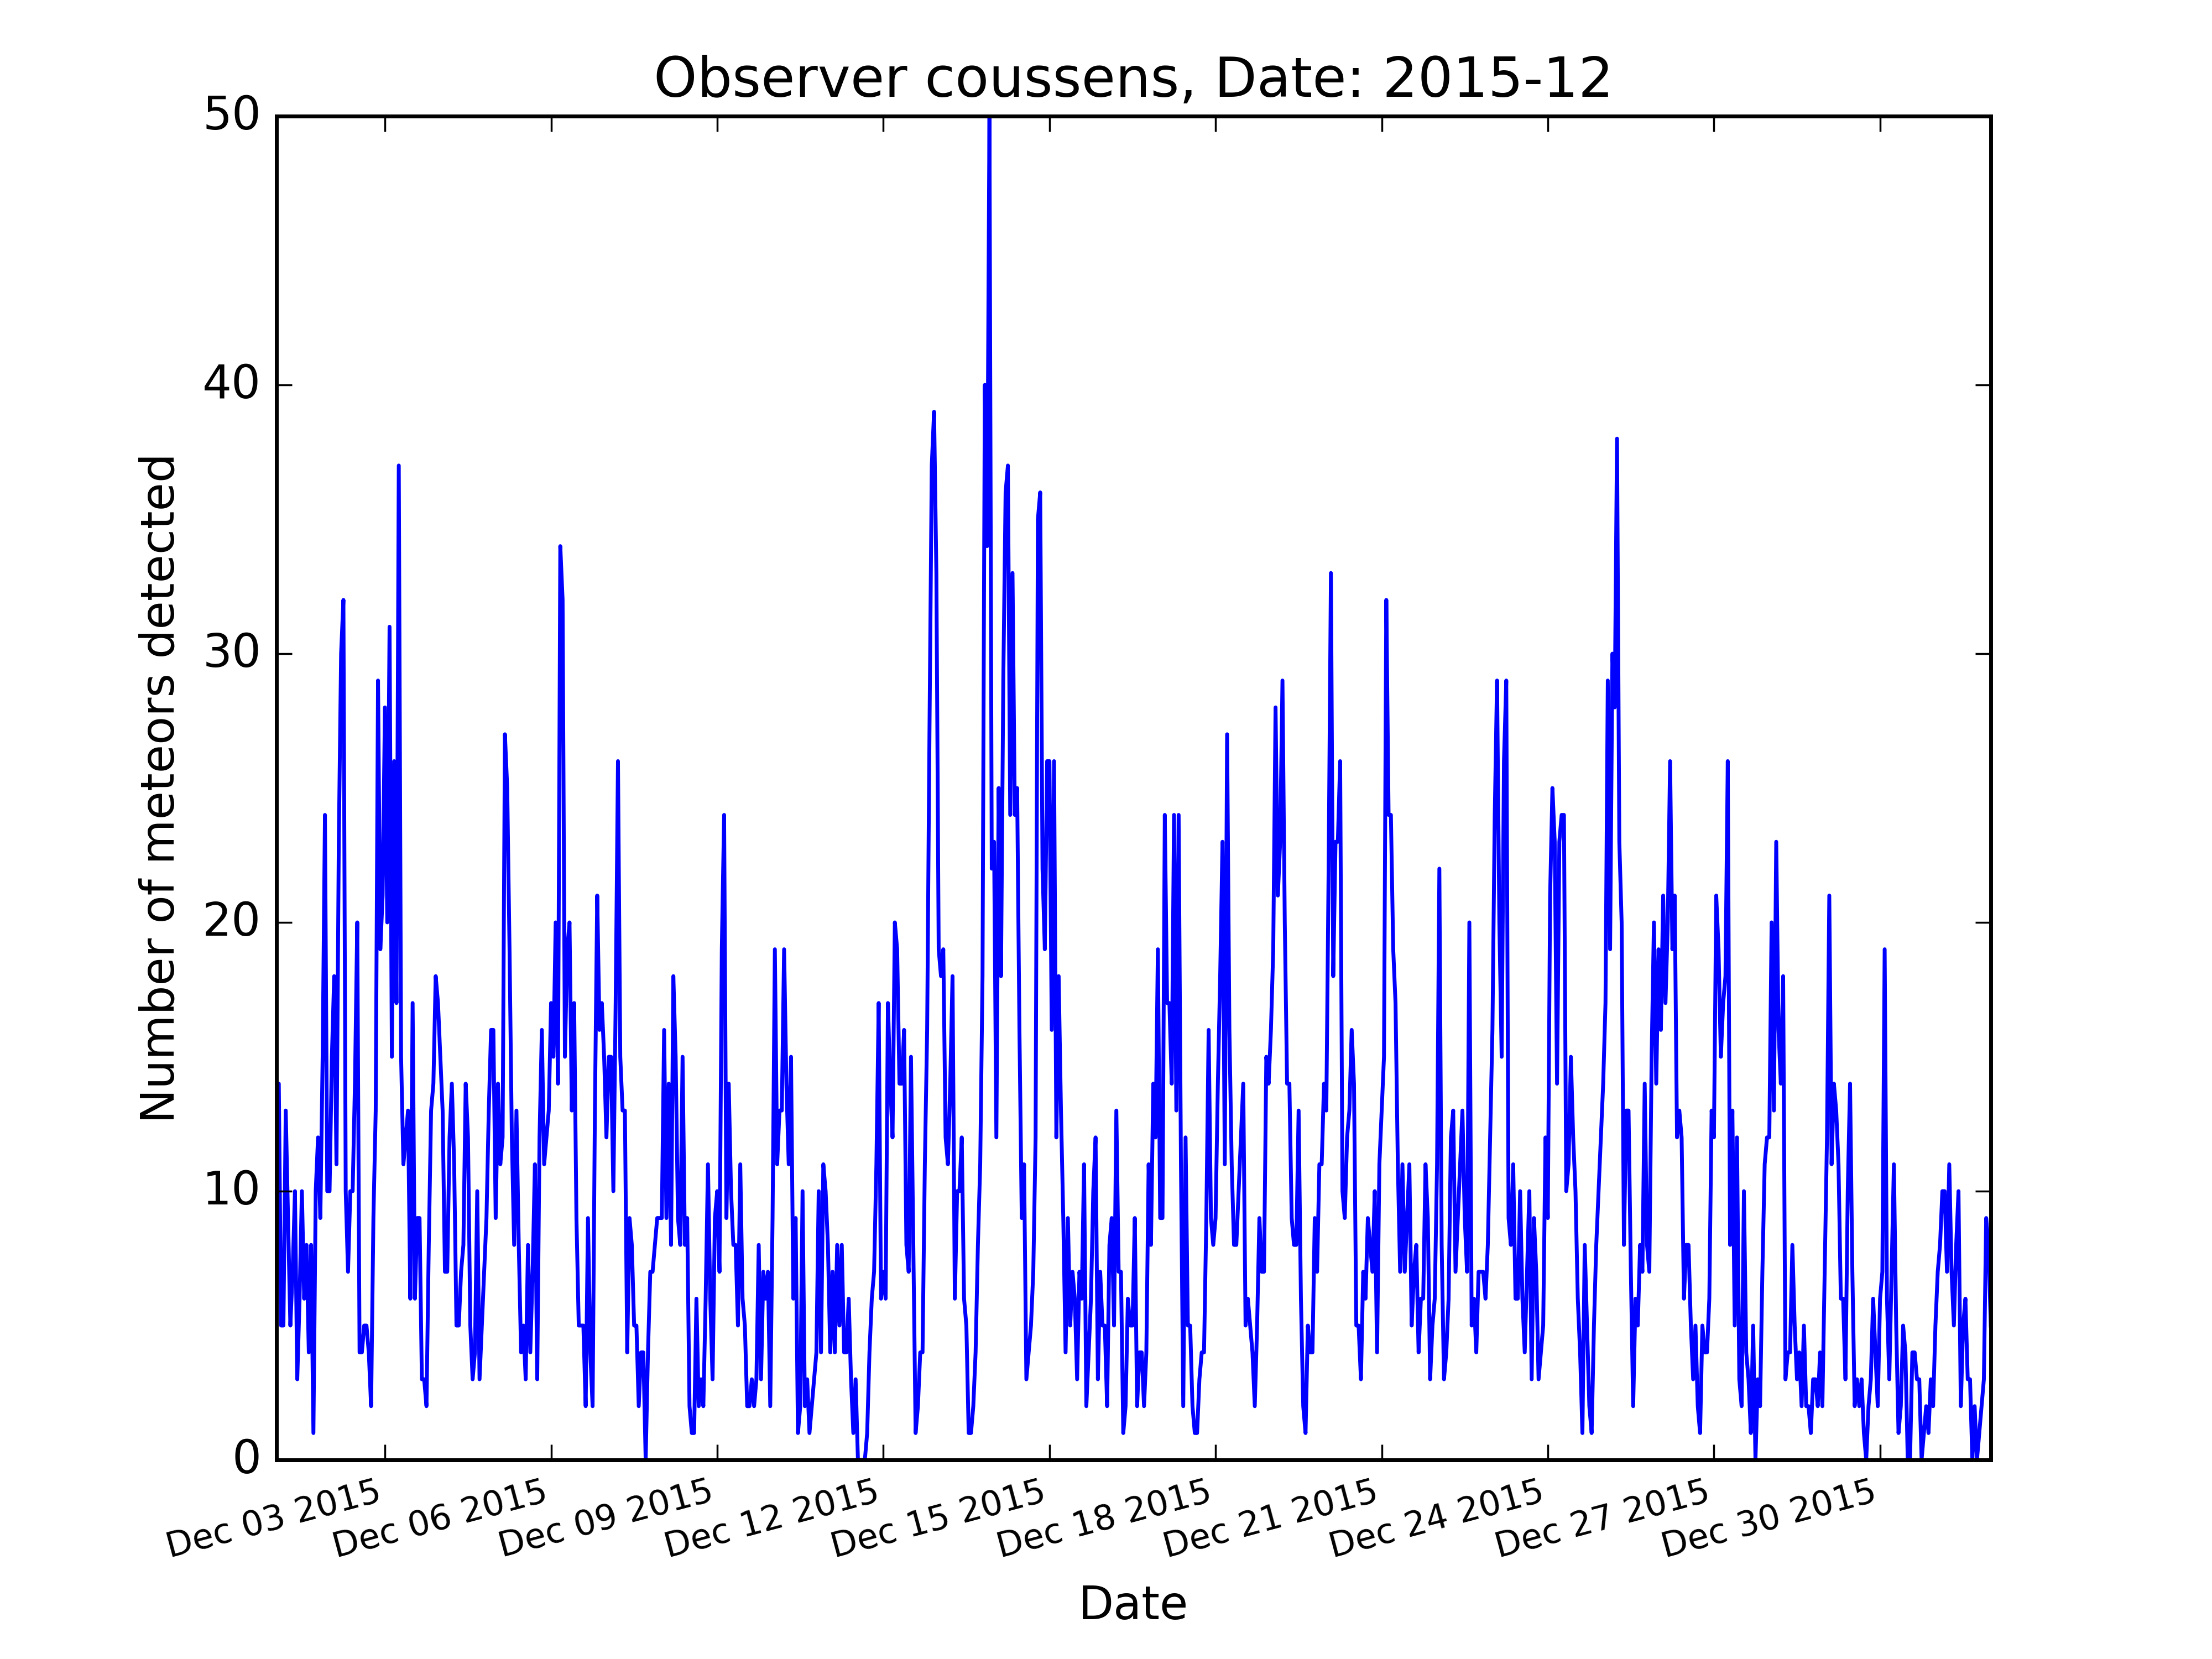 Observer coussens, Date: 2015-12
50
40
30
20
10
0
Number of meteors detected
Dec 03 2015
Dec 06 2015
Dec 09 2015
Dec 12 2015
Dec 15 2015
Dec 18 2015
Dec 21 2015
Dec 24 2015
Dec 27 2015
Dec 30 2015
Date